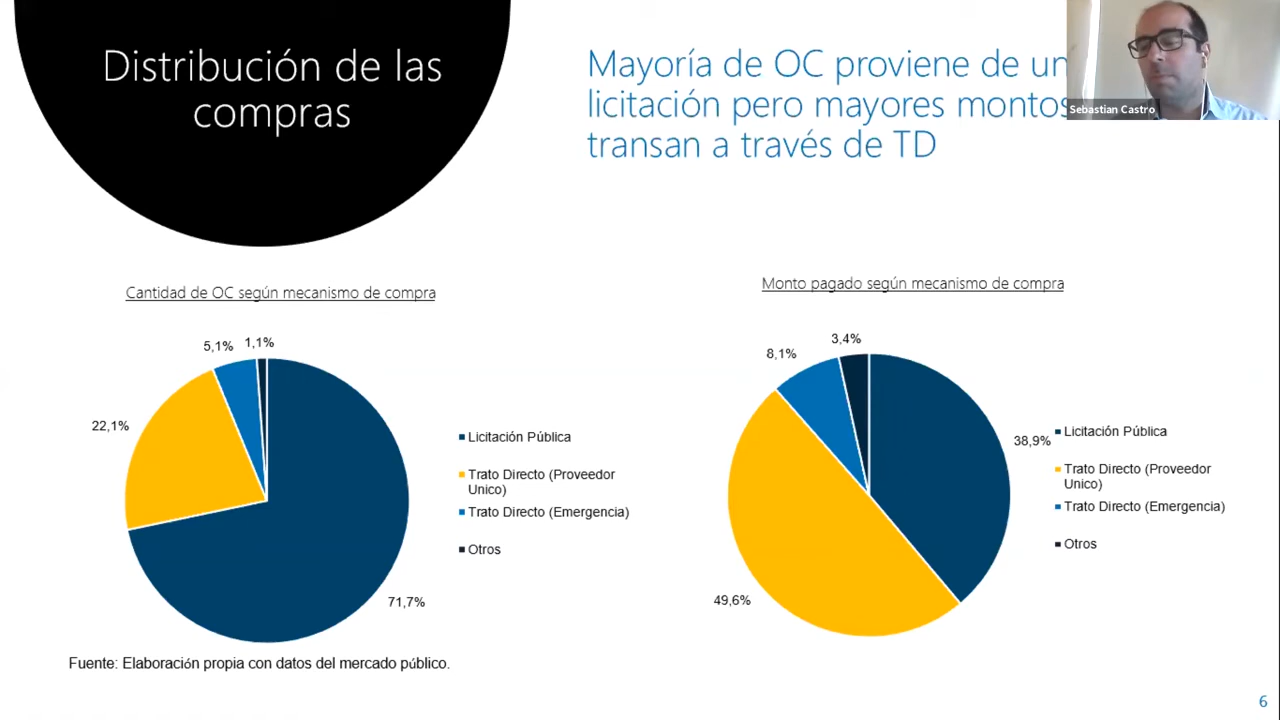 Distribución de las
compras
Mayoría de OC proviene de un
licitación pero mayores montos
transan a través de TD
Sebastian Castro
Cantidad de OC según mecanismo de compra
5,1%
1,1%
22,1%
71,7%
Licitación Pública
Trato Directo (Proveedor
Unico)
Trato Directo (Emergencia)
Otros
Monto pagado según mecanismo de compra
3,4%
8,1%
38,9%
49,6%
Licitación Pública
Trato Directo (Proveedor
Unico)
Trato Directo (Emergencia)
Otros
Fuente: Elaboración propia con datos del mercado público.
6